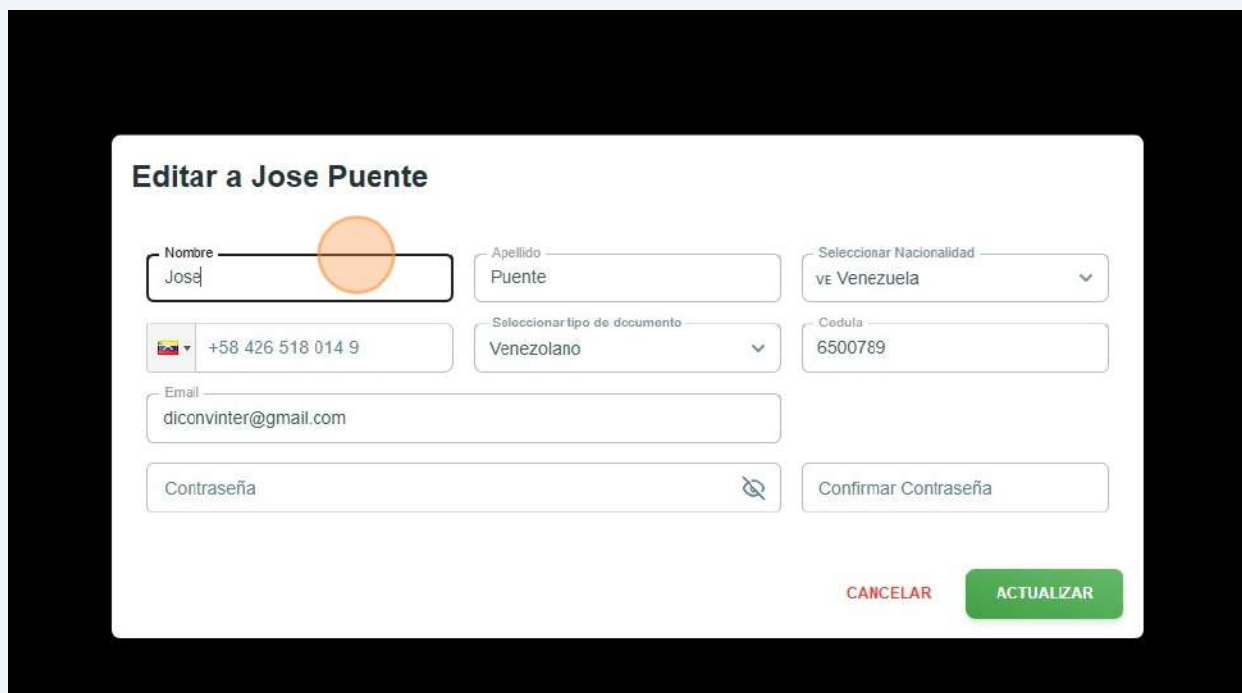 Editar a Jose Puente
Nombre Apellido Seleccionar Nacionalidad
Jose Puente VE Venezuela
Seleccionar tipo de documento Cedula
+58 426 518 014 9 Venezolano 6500789
Email
diconvinter@gmail.com
Contraseña Confirmar Contraseña
CANCELAR ACTUALIZAR